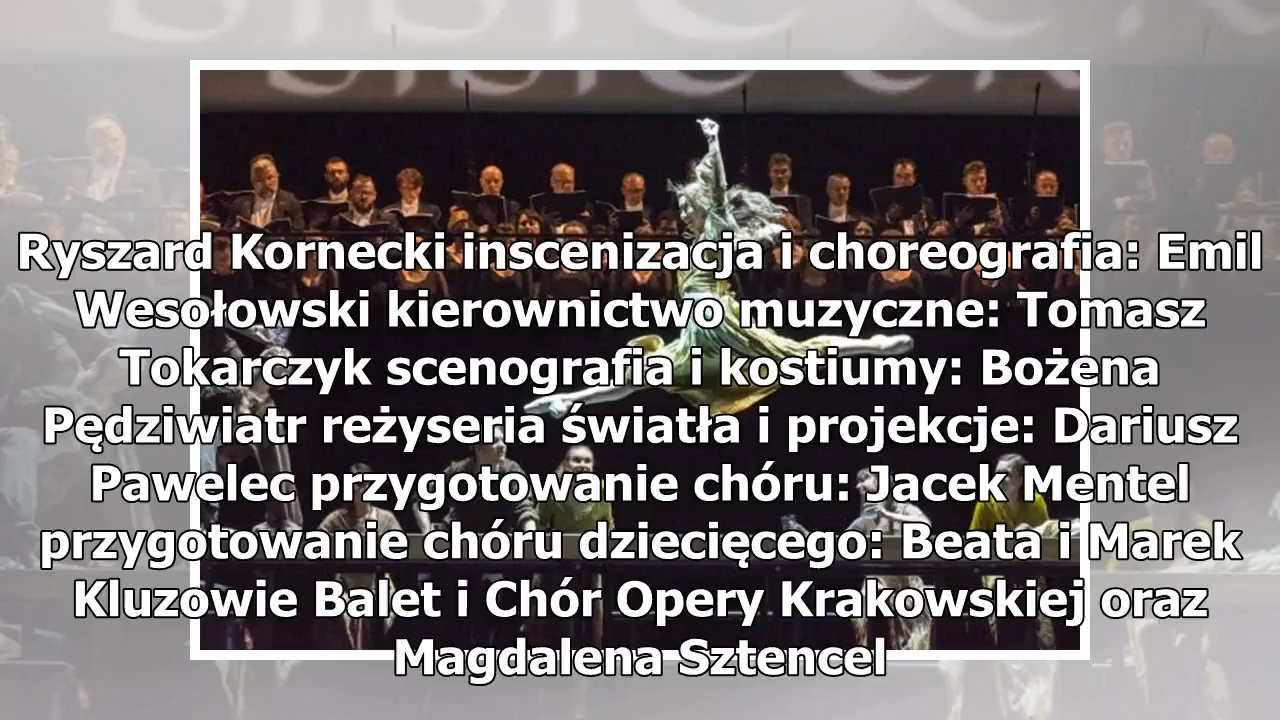 Ryszard Kornecki inscenizacja i choreografia: Emil
Wesołowski kierownictwo muzyczne: Tomasz
Tokarczyk scenografia i kostiumy: Bożena
Pędziwiatr reżyseria światła i projekcje: Dariusz
Pawelec przygotowanie chóru: Jacek Mentel
przygotowanie chóru dziecięcego: Beata i Marek
Kluzowie Balet i Chór Opery Krakowskiej oraz
Magdalena Sztencel